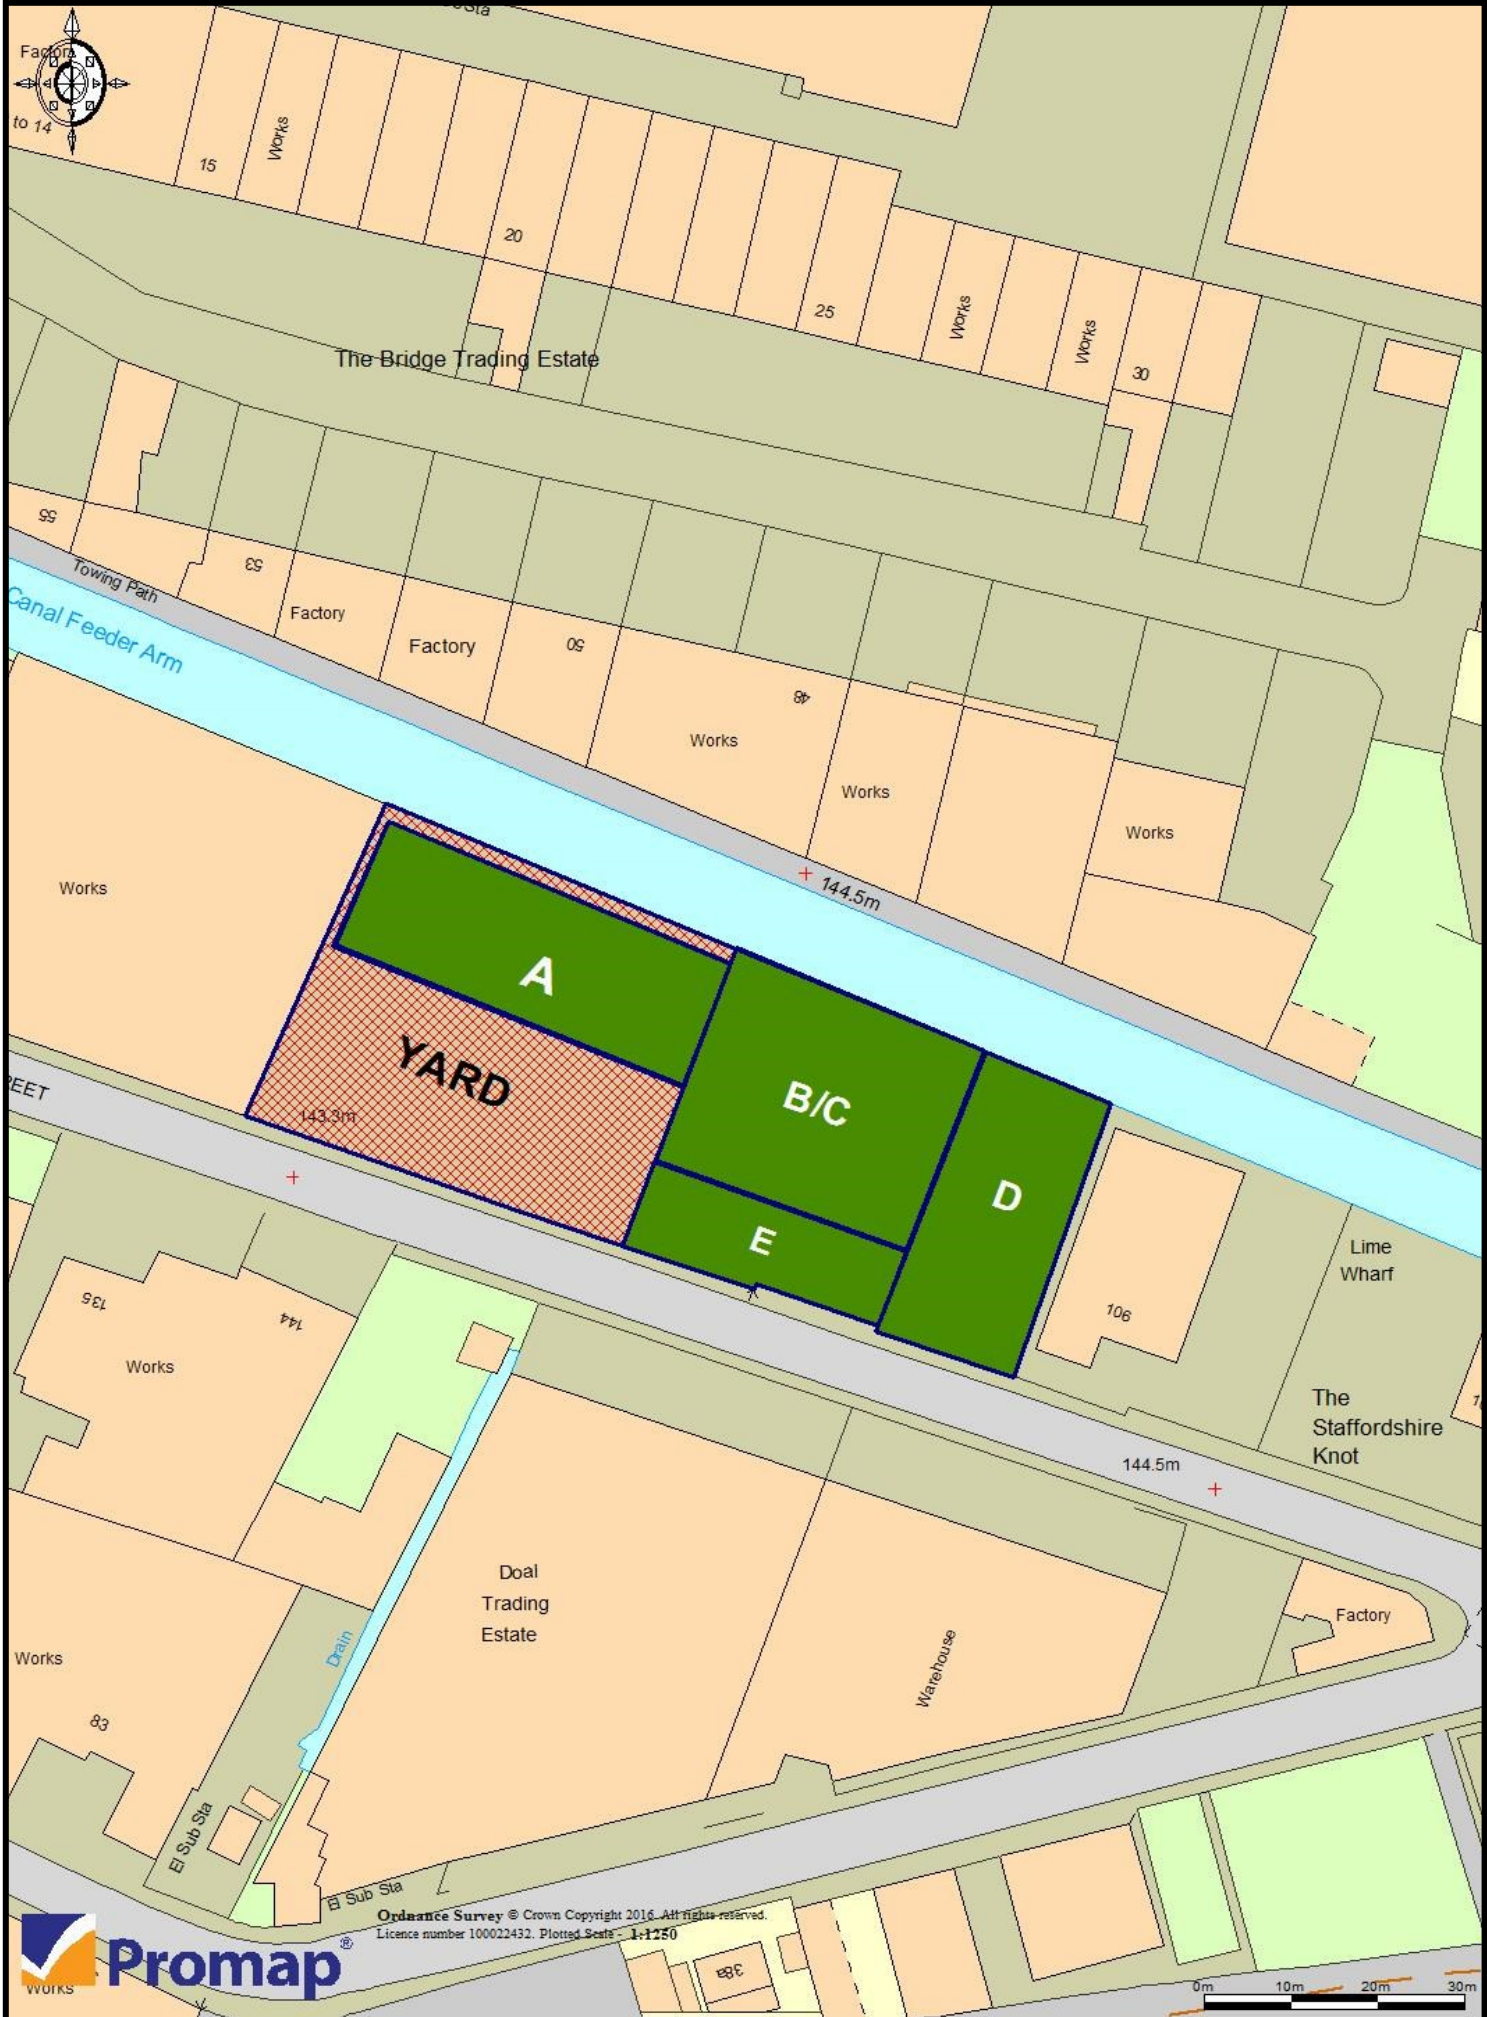 Sta
Factory
to 14
15
Works
20
25
Works
Works
30
The Bridge Trading Estate
55
53
Towing Path
Factory
Factory
50
48
Canal Feeder Arm
Works
Works
Works
144.5m
Works
A
YARD
143.3m
B/C
D
E
REET
Lime
Wharf
106
135
144
Works
The
Staffordshire
Knot
144.5m
Doal
Trading
Estate
Warehouse
Factory
Drain
Works
83
El Sub Sta
El Sub Sta
Ordnance Survey © Crown Copyright 2016. All rights reserved.
Licence number 100022432. Plotted Scale - 1:1250
Promap®
Works
38a
0m 10m 20m 30m